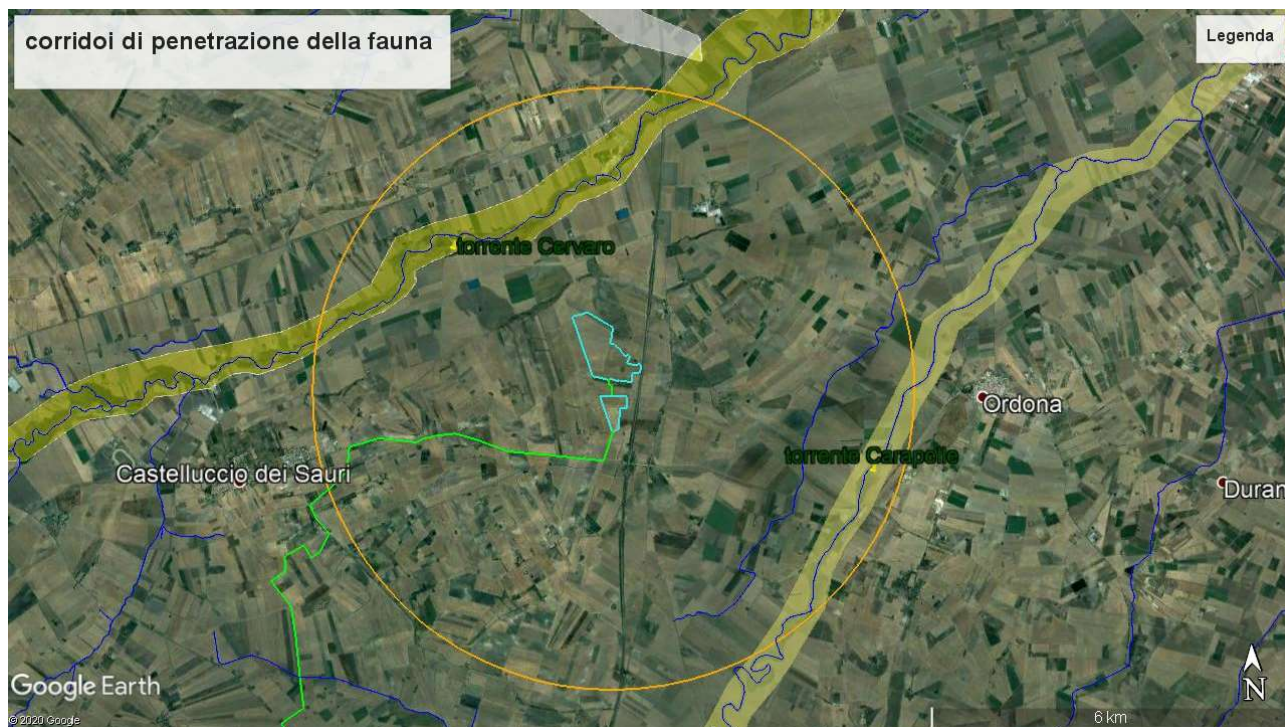 corridoi di penetrazione della fauna
Legenda
torrente Cervaro
Ordona
torrente Carapelle
Castelluccio dei Sauri
Duran
Google Earth
N
© 2020 Google
6 km